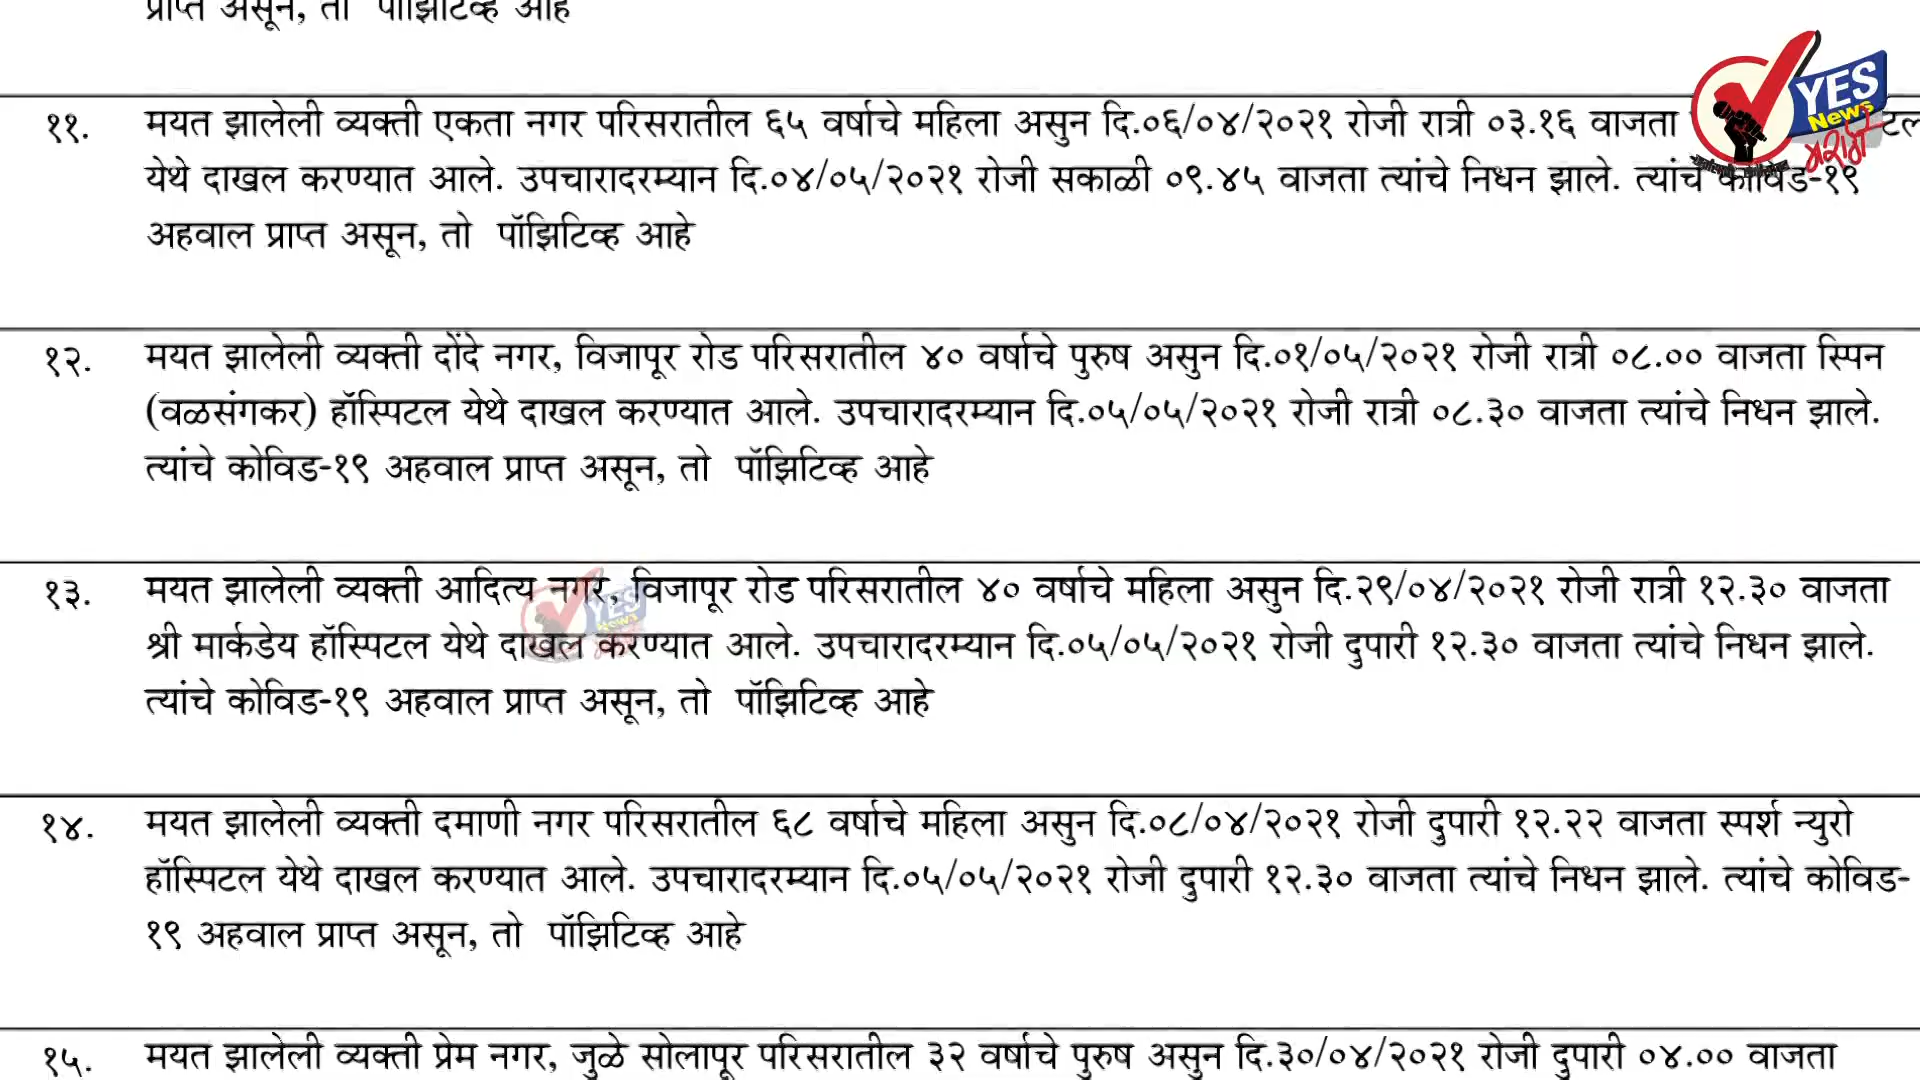 प्राप्त असून, तो पॉझिटिव्ह आहे
YES
News
मराठी
११. मयत झालेली व्यक्ती एकता नगर परिसरातील ६५ वर्षाचे महिला असुन दि.०६/०४/२०२१ रोजी रात्री ०३.१६ वाजता
येथे दाखल करण्यात आले. उपचारादरम्यान दि.०४/०५/२०२१ रोजी सकाळी ०९.४५ वाजता त्यांचे निधन झाले. त्यांचे कोविड-१९
अहवाल प्राप्त असून, तो पॉझिटिव्ह आहे
१२. मयत झालेली व्यक्ती दोंदे नगर, विजापूर रोड परिसरातील ४० वर्षाचे पुरुष असुन दि.०१/०५/२०२१ रोजी रात्री ०८.०० वाजता स्पिन
(वळसंगकर) हॉस्पिटल येथे दाखल करण्यात आले. उपचारादरम्यान दि.०५/०५/२०२१ रोजी रात्री ०८.३० वाजता त्यांचे निधन झाले.
त्यांचे कोविड-१९ अहवाल प्राप्त असून, तो पॉझिटिव्ह आहे
१३. मयत झालेली व्यक्ती आदित्य नगर, विजापूर रोड परिसरातील ४० वर्षाचे महिला असुन दि.२९/०४/२०२१ रोजी रात्री १२.३० वाजता
श्री मार्कडेय हॉस्पिटल येथे दाखल करण्यात आले. उपचारादरम्यान दि.०५/०५/२०२१ रोजी दुपारी १२.३० वाजता त्यांचे निधन झाले.
त्यांचे कोविड-१९ अहवाल प्राप्त असून, तो पॉझिटिव्ह आहे
YES
News
१४. मयत झालेली व्यक्ती दमाणी नगर परिसरातील ६८ वर्षाचे महिला असुन दि.०८/०४/२०२१ रोजी दुपारी १२.२२ वाजता स्पर्श न्युरो
हॉस्पिटल येथे दाखल करण्यात आले. उपचारादरम्यान दि.०५/०५/२०२१ रोजी दुपारी १२.३० वाजता त्यांचे निधन झाले. त्यांचे कोविड-
१९ अहवाल प्राप्त असून, तो पॉझिटिव्ह आहे
१५. मयत झालेली व्यक्ती प्रेम नगर, जुळे सोलापूर परिसरातील ३२ वर्षाचे पुरुष असुन दि.३०/०४/२०२१ रोजी दुपारी ०४.०० वाजता